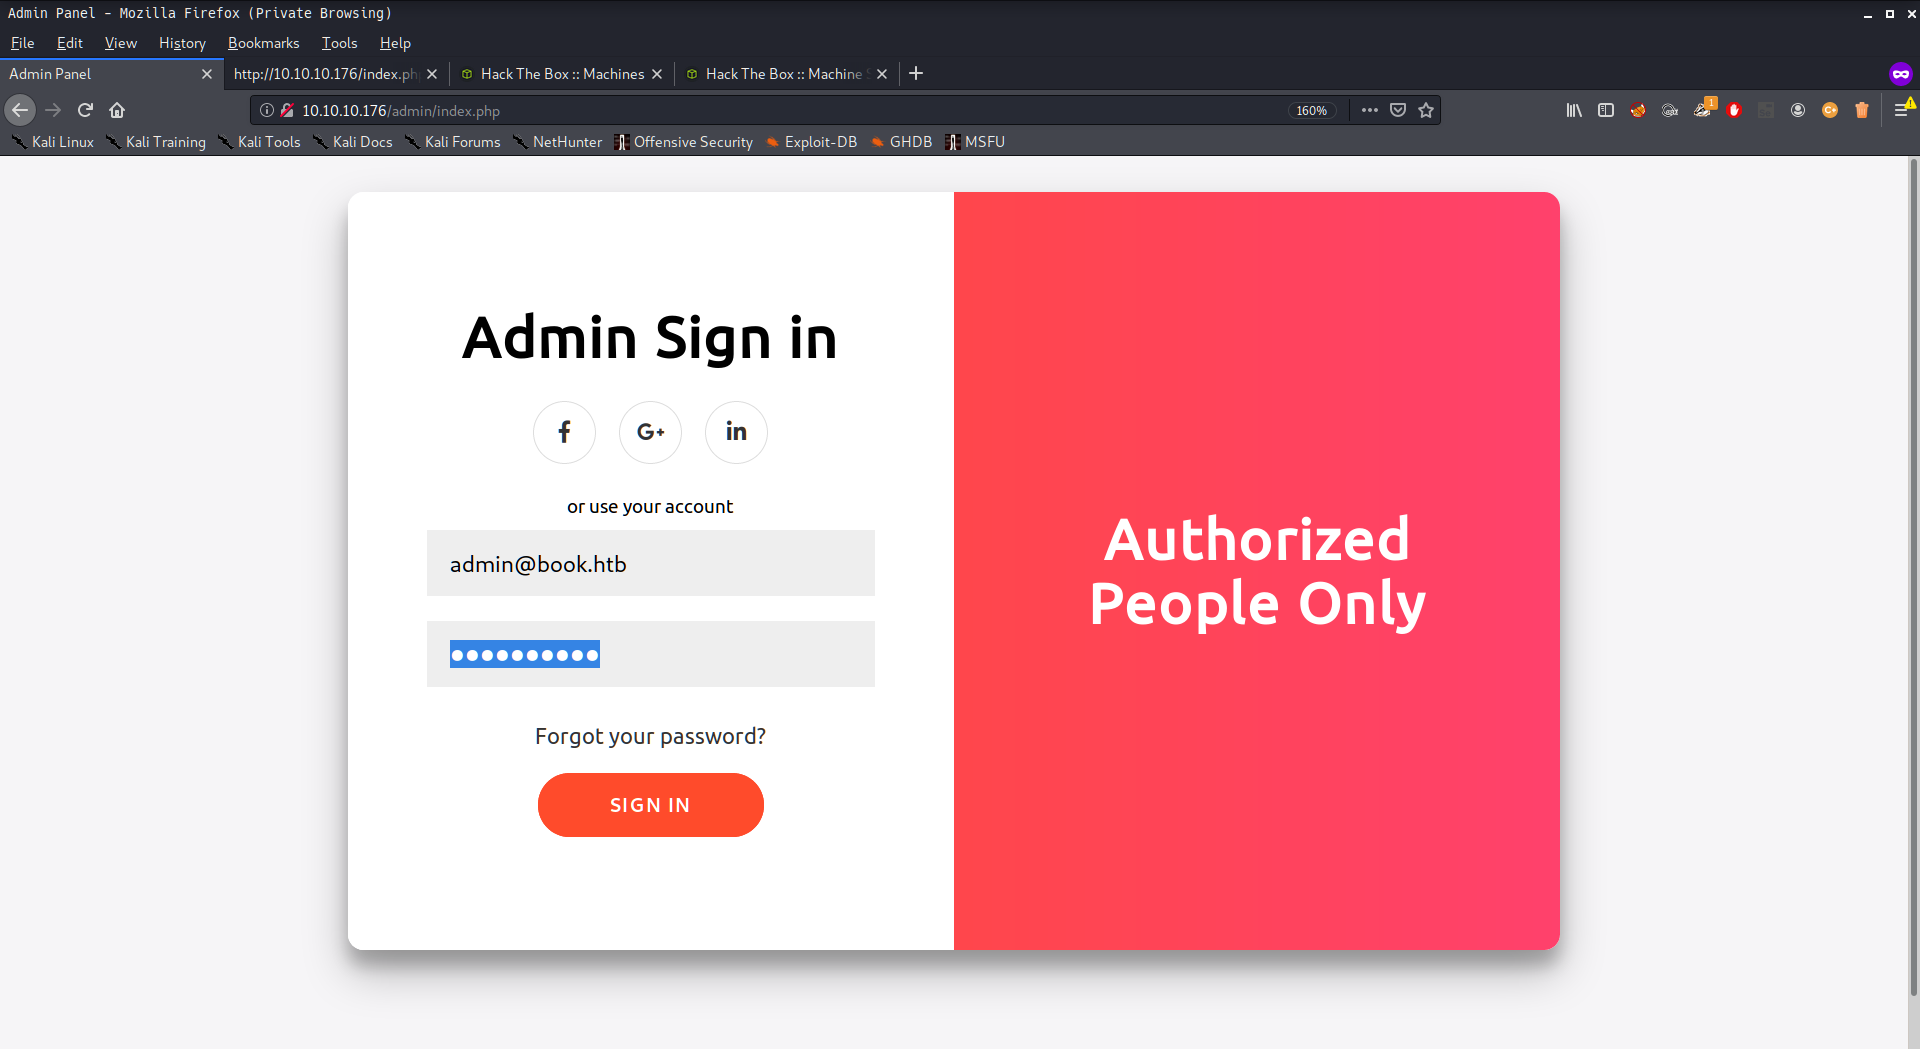 Admin Panel - Mozilla Firefox (Private Browsing)
File Edit View History Bookmarks Tools Help
Admin Panel http://10.10.10.176/index.ph Hack The Box :: Machines Hack The Box :: Machine S
10.10.10.176/admin/index.php 160% 1
Kali Linux Kali Training Kali Tools Kali Docs Kali Forums NetHunter Offensive Security Exploit-DB GHDB MSFU
Admin Sign in
f G+ in
or use your account
admin@book.htb
Forgot your password?
SIGN IN
Authorized
People Only